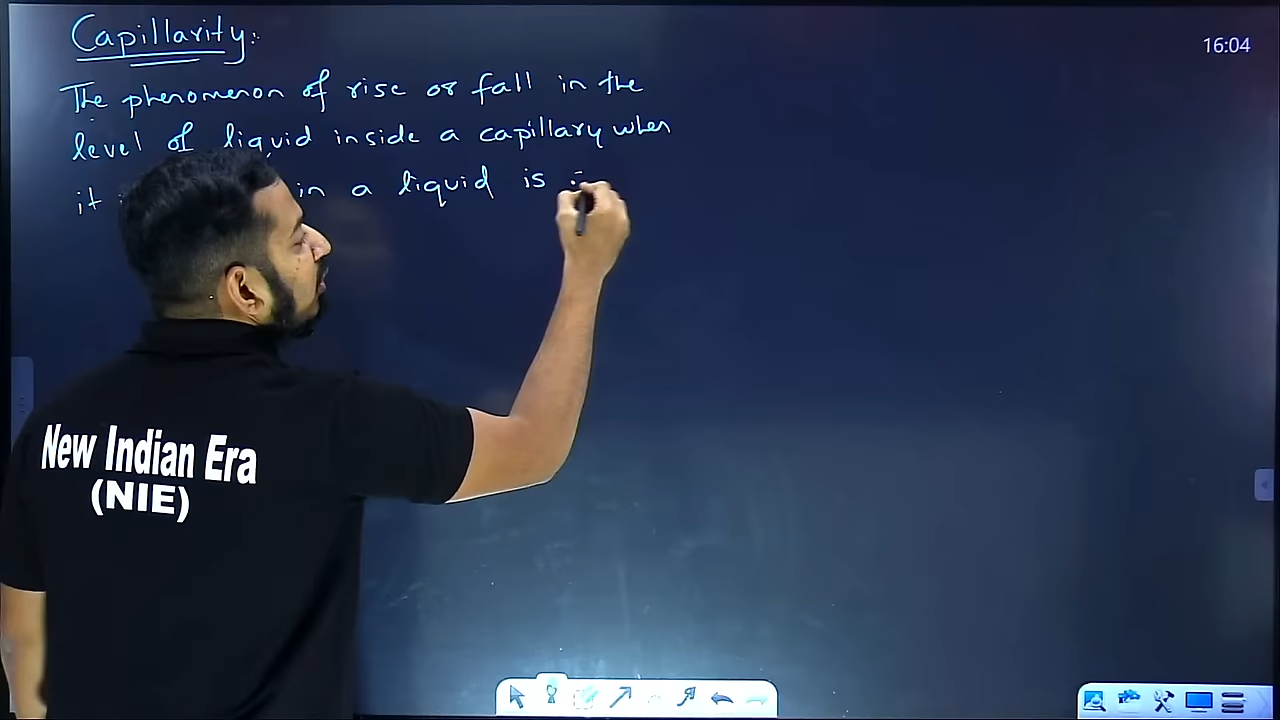 Capillarity:
16:04
The phenomenon of rise or fall in the
level of liquid inside a capillary when
it in a liquid is
New Indian Era
(NIE)